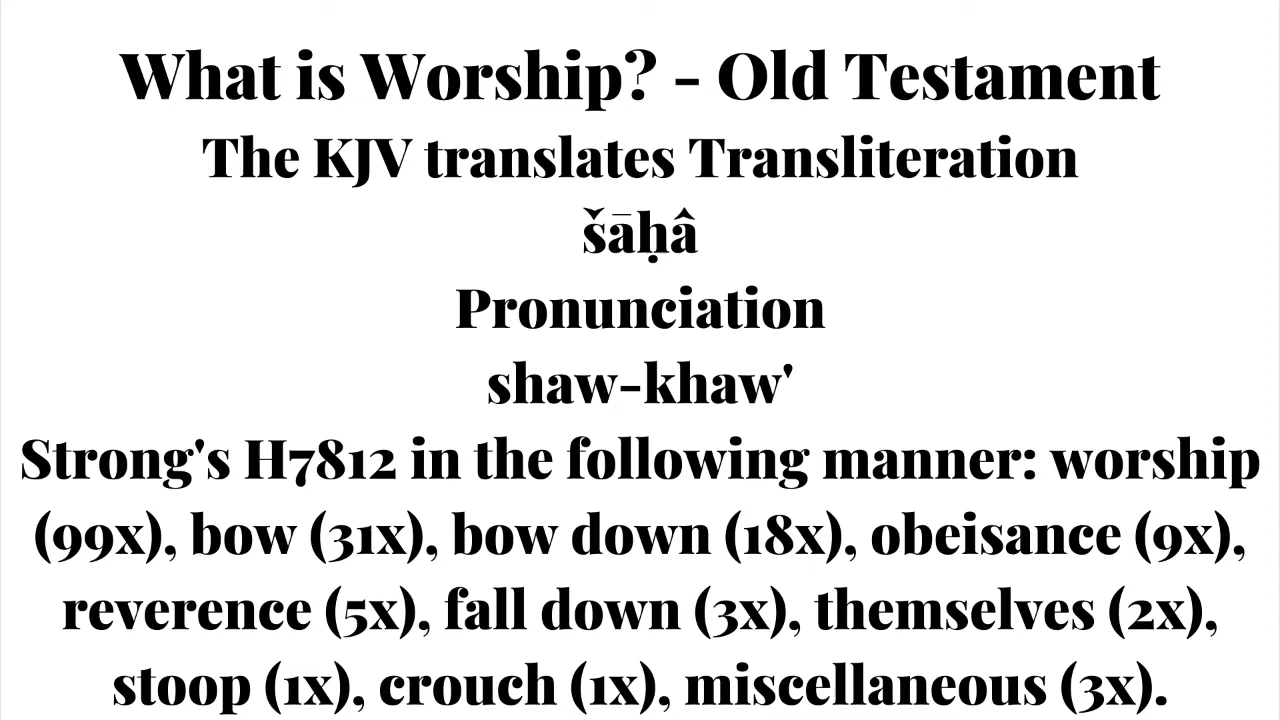 What is Worship? - Old Testament
The KJV translates Transliteration
šāḥâ
Pronunciation
shaw-khaw'
Strong's H7812 in the following manner: worship
(99x), bow (31x), bow down (18x), obeisance (9x),
reverence (5x), fall down (3x), themselves (2x),
stoop (1x), crouch (1x), miscellaneous (3x).